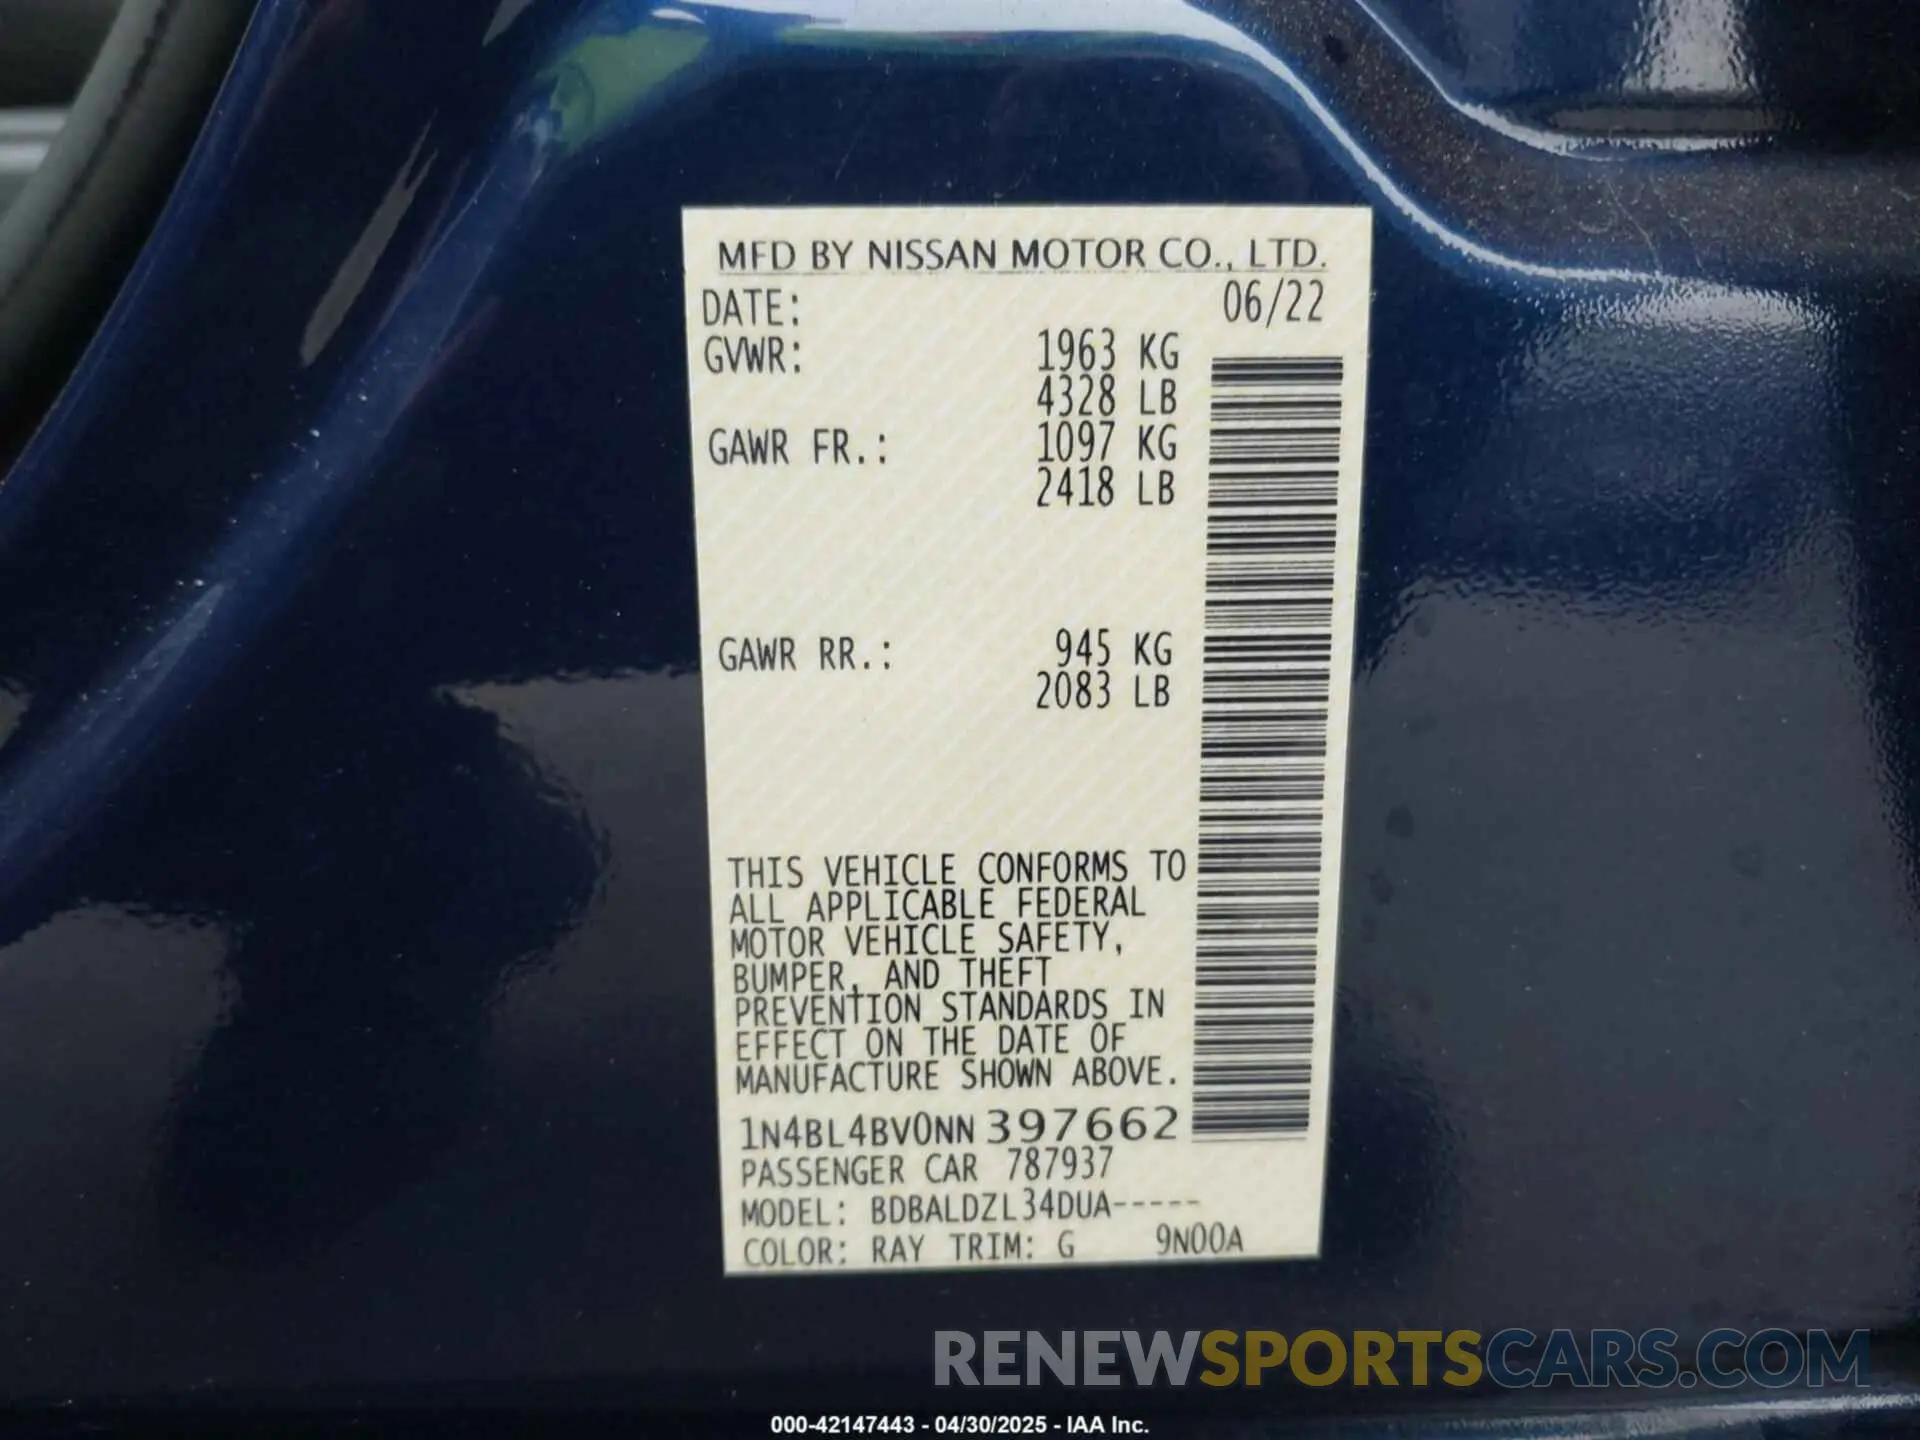 MFD BY NISSAN MOTOR CO., LTD.
DATE: 06/22
GVWR: 1963 KG
4328 LB
GAWR FR.: 1097 KG
2418 LB
GAWR RR.: 945 KG
2083 LB
THIS VEHICLE CONFORMS TO
ALL APPLICABLE FEDERAL
MOTOR VEHICLE SAFETY,
BUMPER, AND THEFT
PREVENTION STANDARDS IN
EFFECT ON THE DATE OF
MANUFACTURE SHOWN ABOVE.
1N4BL4BV0NN397662
PASSENGER CAR 787937
MODEL: BDBALDZL34DUA-----
COLOR: RAY TRIM: G 9N00A
RENEWSPORTSCARS.COM
000-42147443 - 04/30/2025 - IAA Inc.